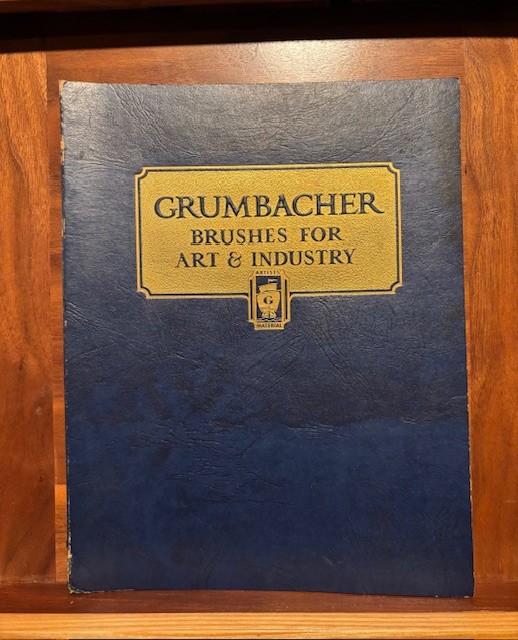 GRUMBACHER
BRUSHES FOR
ART & INDUSTRY
ARTISTS'
G
MATERIAL